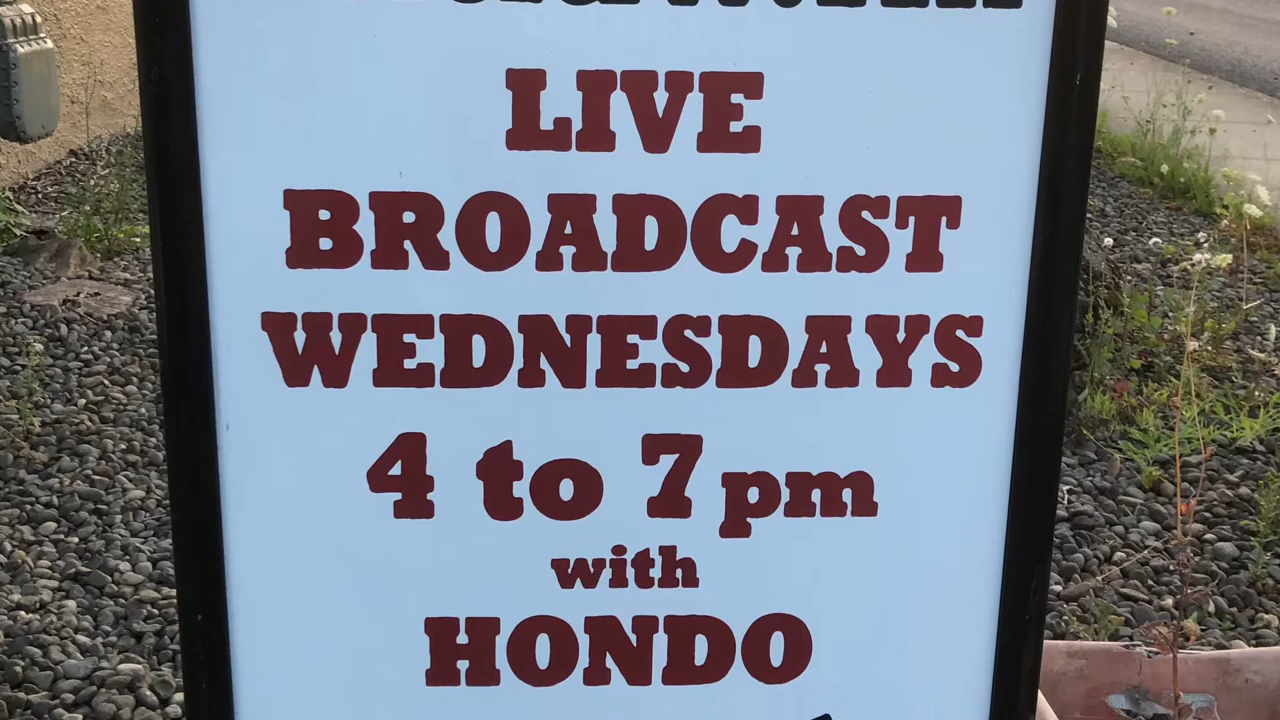 LIVE
BROADCAST
WEDNESDAYS
4 to 7 pm
with
HONDO